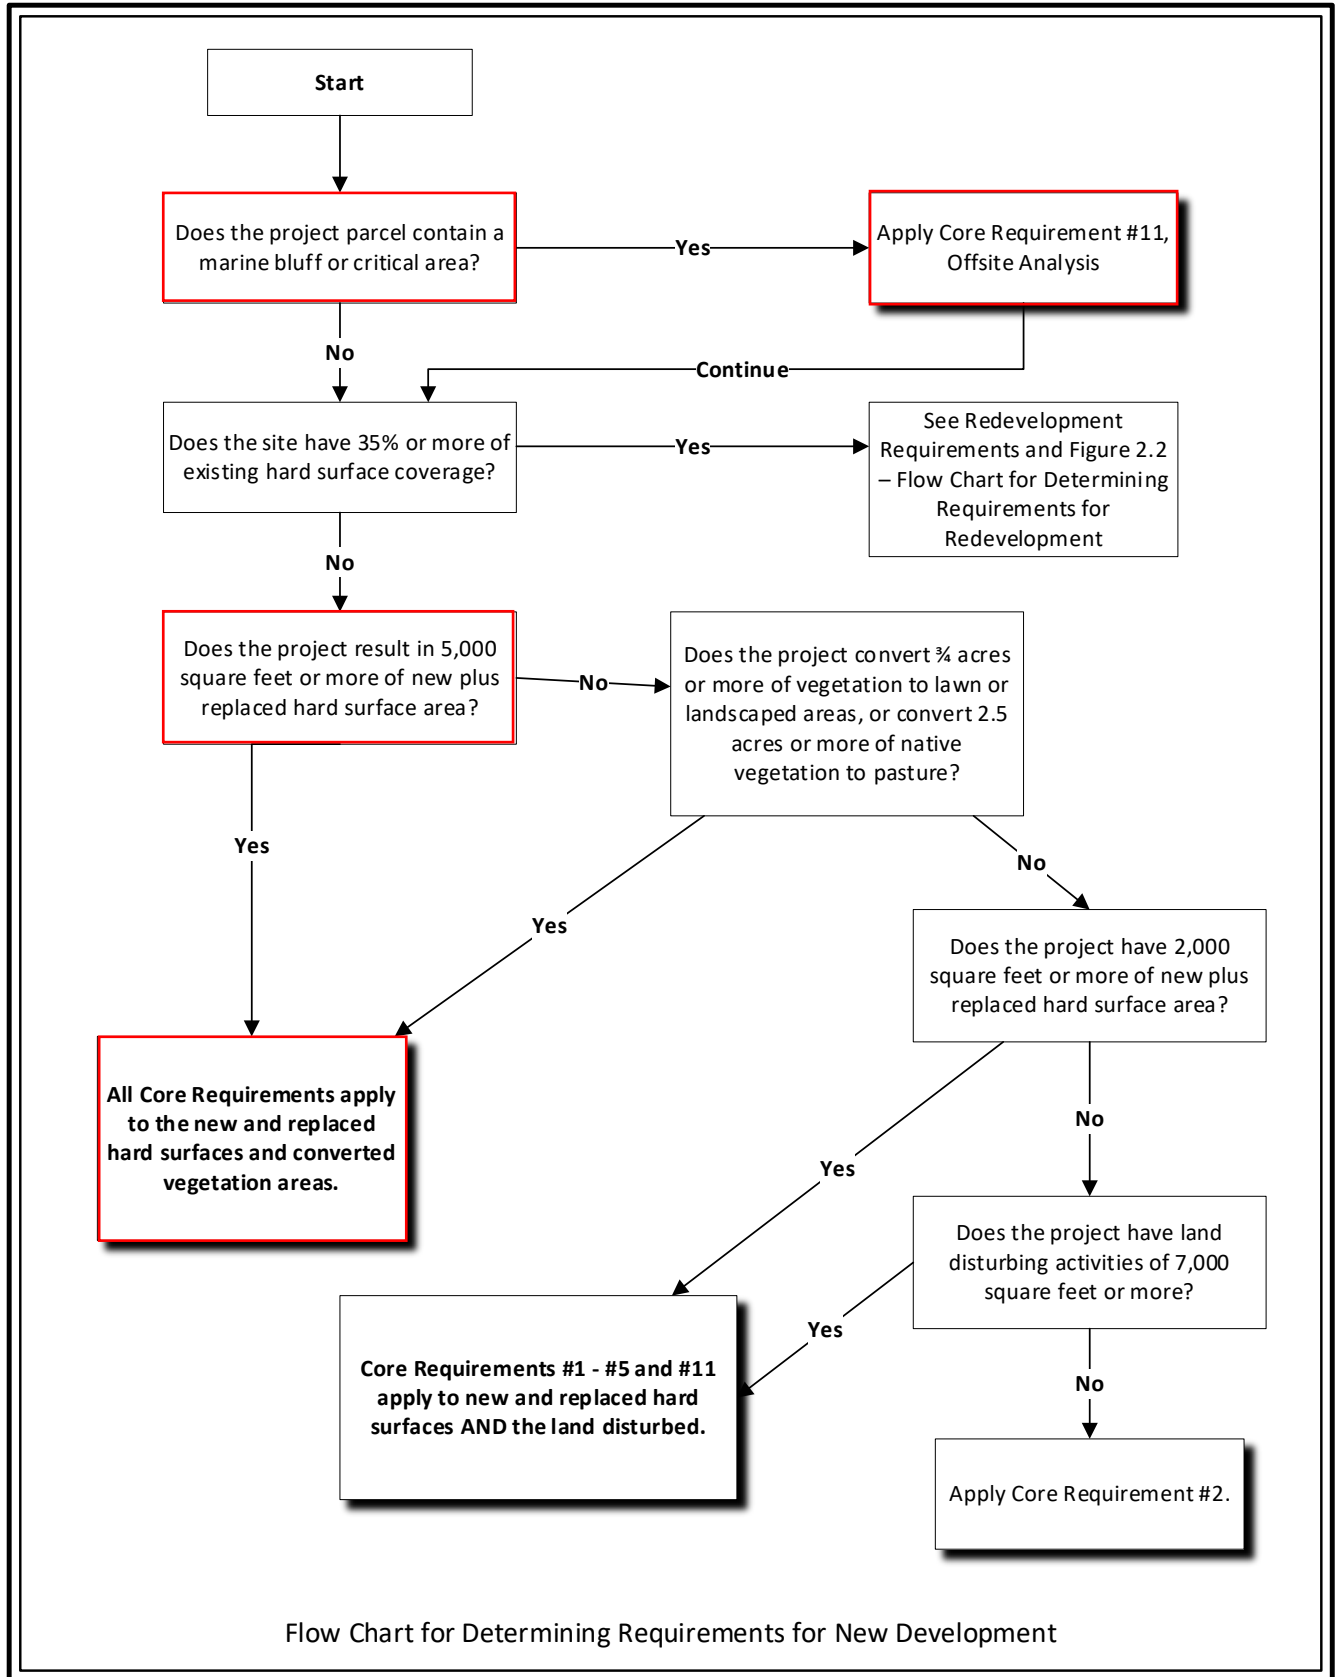 Start
Does the project parcel contain a
marine bluff or critical area?
Yes
Apply Core Requirement #11,
Offsite Analysis
No
Continue
Does the site have 35% or more of
existing hard surface coverage?
Yes
See Redevelopment
Requirements and Figure 2.2
– Flow Chart for Determining
Requirements for
Redevelopment
No
Does the project result in 5,000
square feet or more of new plus
replaced hard surface area?
No
Does the project convert ¾ acres
or more of vegetation to lawn or
landscaped areas, or convert 2.5
acres or more of native
vegetation to pasture?
Yes
Yes
No
Does the project have 2,000
square feet or more of new plus
replaced hard surface area?
All Core Requirements apply
to the new and replaced
hard surfaces and converted
vegetation areas.
Yes
No
Does the project have land
disturbing activities of 7,000
square feet or more?
Yes
Core Requirements #1 - #5 and #11
apply to new and replaced hard
surfaces AND the land disturbed.
No
Apply Core Requirement #2.
Flow Chart for Determining Requirements for New Development